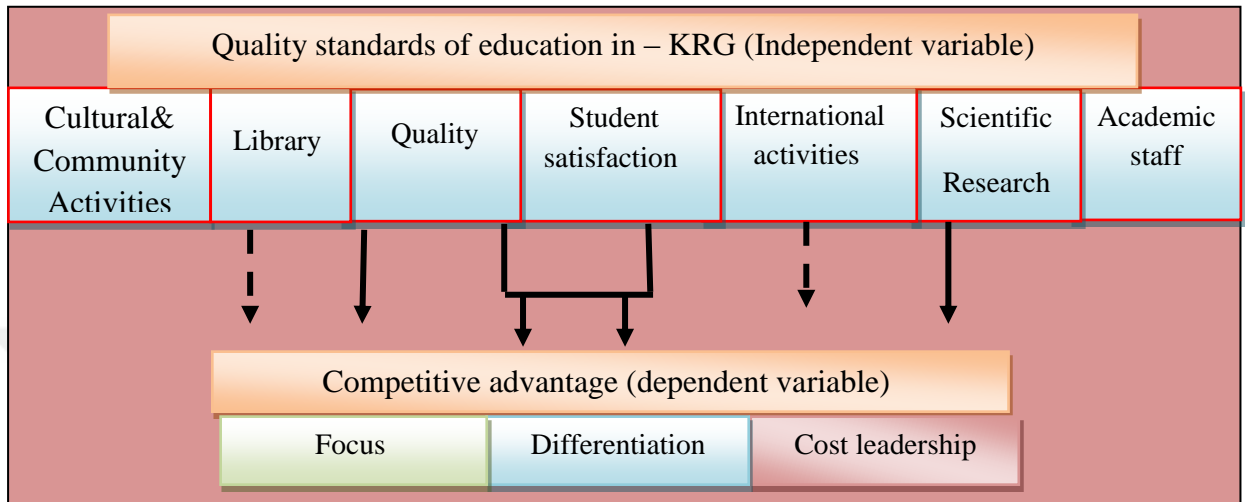 Quality standards of education in – KRG (Independent variable)
Cultural&
Community
Activities
Library
Quality
Student
satisfaction
International
activities
Scientific
Research
Academic
staff
Competitive advantage (dependent variable)
Focus
Differentiation
Cost leadership